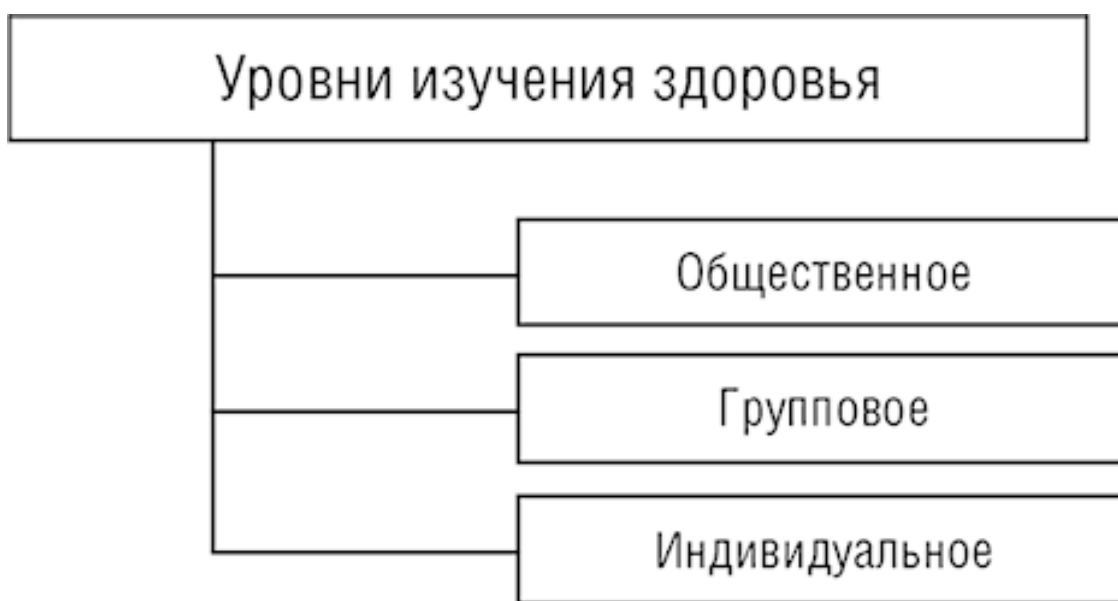 Уровни изучения здоровья
Общественное
Групповое
Индивидуальное